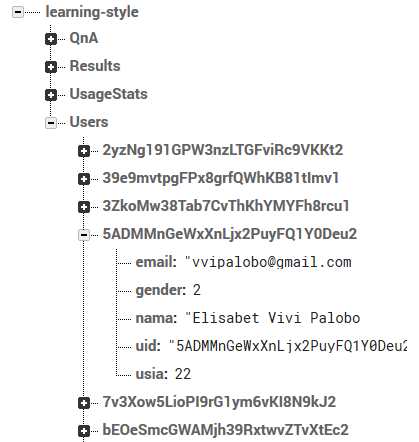 learning-style
QnA
Results
UsageStats
Users
2yzNg191GPW3nzLTGFviRc9VKKt2
39e9mvtpgFPx8grfQWhKB81tImv1
3ZkoMw38Tab7CvThKhYMYFh8rcu1
5ADMMnGeWxXnLjx2PuyFQ1Y0Deu2
email: "vvipalobo@gmail.com
gender: 2
nama: "Elisabet Vivi Palobo
uid: "5ADMMnGeWxXnLjx2PuyFQ1Y0Deu2
usia: 22
7v3Xow5LioPI9rG1ym6vKI8N9kJ2
bEOeSmcGWAMjh39RxtwvZTvXtEc2